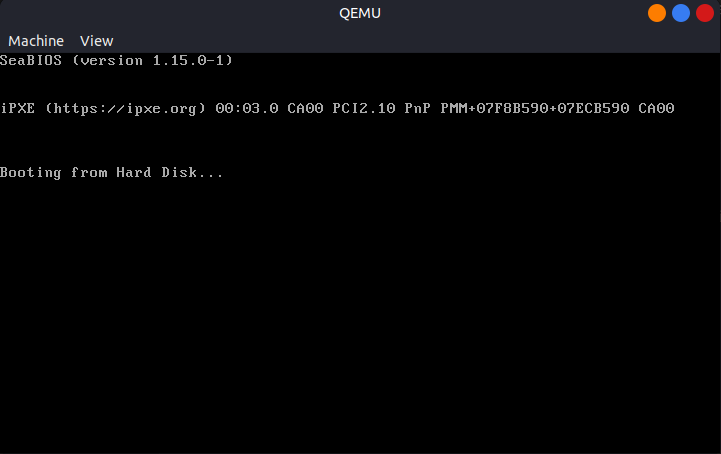 QEMU
Machine View
SeaBIOS (version 1.15.0-1)
iPXE (https://ipxe.org) 00:03.0 CA00 PCI2.10 PnP PMM+07F8B590+07ECB590 CA00
Booting from Hard Disk...